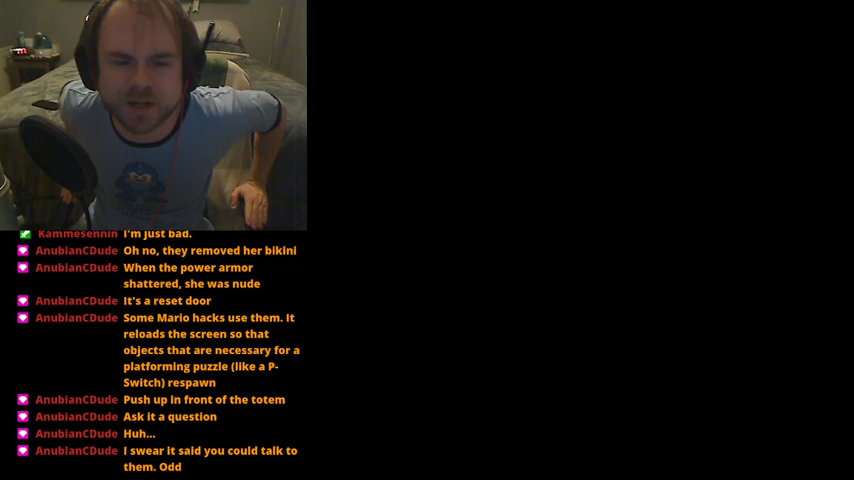 Kammesennin I'm just bad.
AnubianCDude Oh no, they removed her bikini
AnubianCDude When the power armor
shattered, she was nude
AnubianCDude It's a reset door
AnubianCDude Some Mario hacks use them. It
reloads the screen so that
objects that are necessary for a
platforming puzzle (like a P-
Switch) respawn
AnubianCDude Push up in front of the totem
AnubianCDude Ask it a question
AnubianCDude Huh...
AnubianCDude I swear it said you could talk to
them. Odd